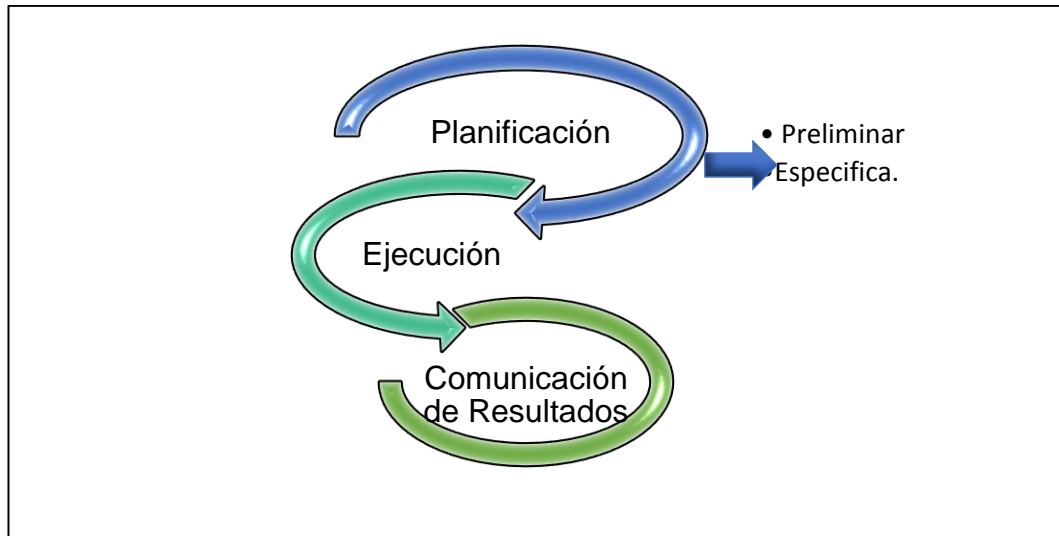 Planificación
• Preliminar
•Especifica.
Ejecución
Comunicación
de Resultados